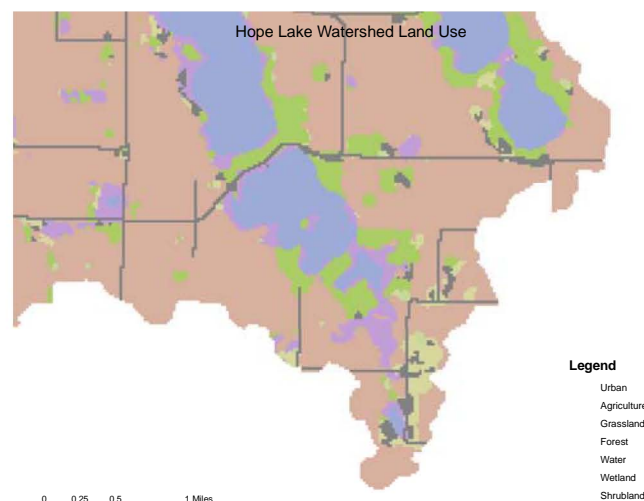 Hope Lake Watershed Land Use
Legend
Urban
Agriculture
Grassland
Forest
Water
Wetland
Shrubland
0 0.25 0.5 1 Miles